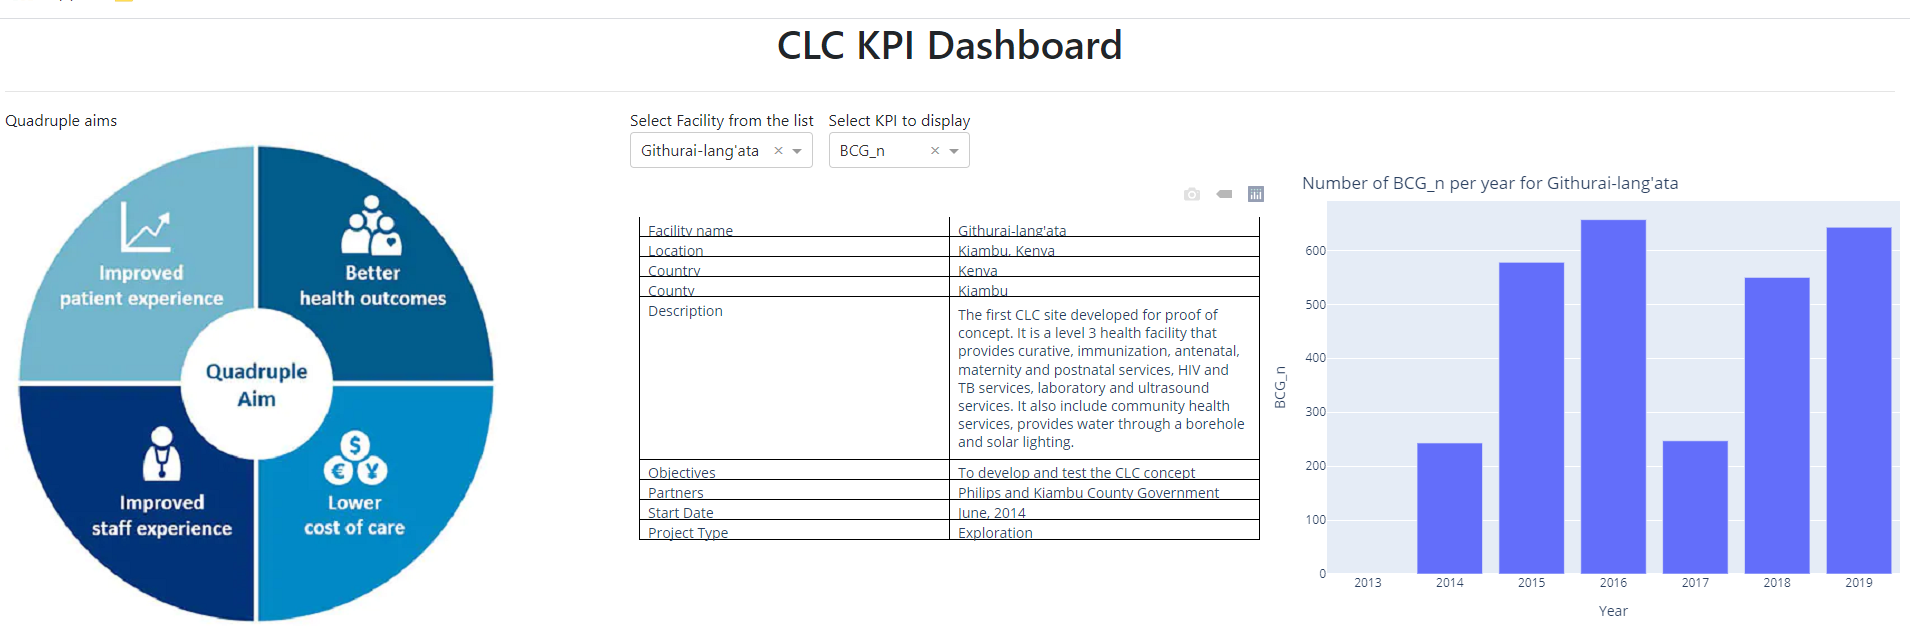 CLC KPI Dashboard
Quadruple aims
Improved
patient experience
Better
health outcomes
Quadruple
Aim
Improved
staff experience
$
€ ¥
Lower
cost of care
Select Facility from the list Select KPI to display
Githurai-lang'ata × BCG_n ×
Facility name Githurai-lang'ata
Location Kiambu, Kenya
Country Kenya
County Kiambu
Description
The first CLC site developed for proof of
concept. It is a level 3 health facility that
provides curative, immunization, antenatal,
maternity and postnatal services, HIV and
TB services, laboratory and ultrasound
services. It also include community health
services, provides water through a borehole
and solar lighting.
Objectives To develop and test the CLC concept
Partners Philips and Kiambu County Government
Start Date June, 2014
Project Type Exploration
Number of BCG_n per year for Githurai-lang'ata
BCG_n
600
500
400
300
200
100
0
2013 2014 2015 2016 2017 2018 2019
Year